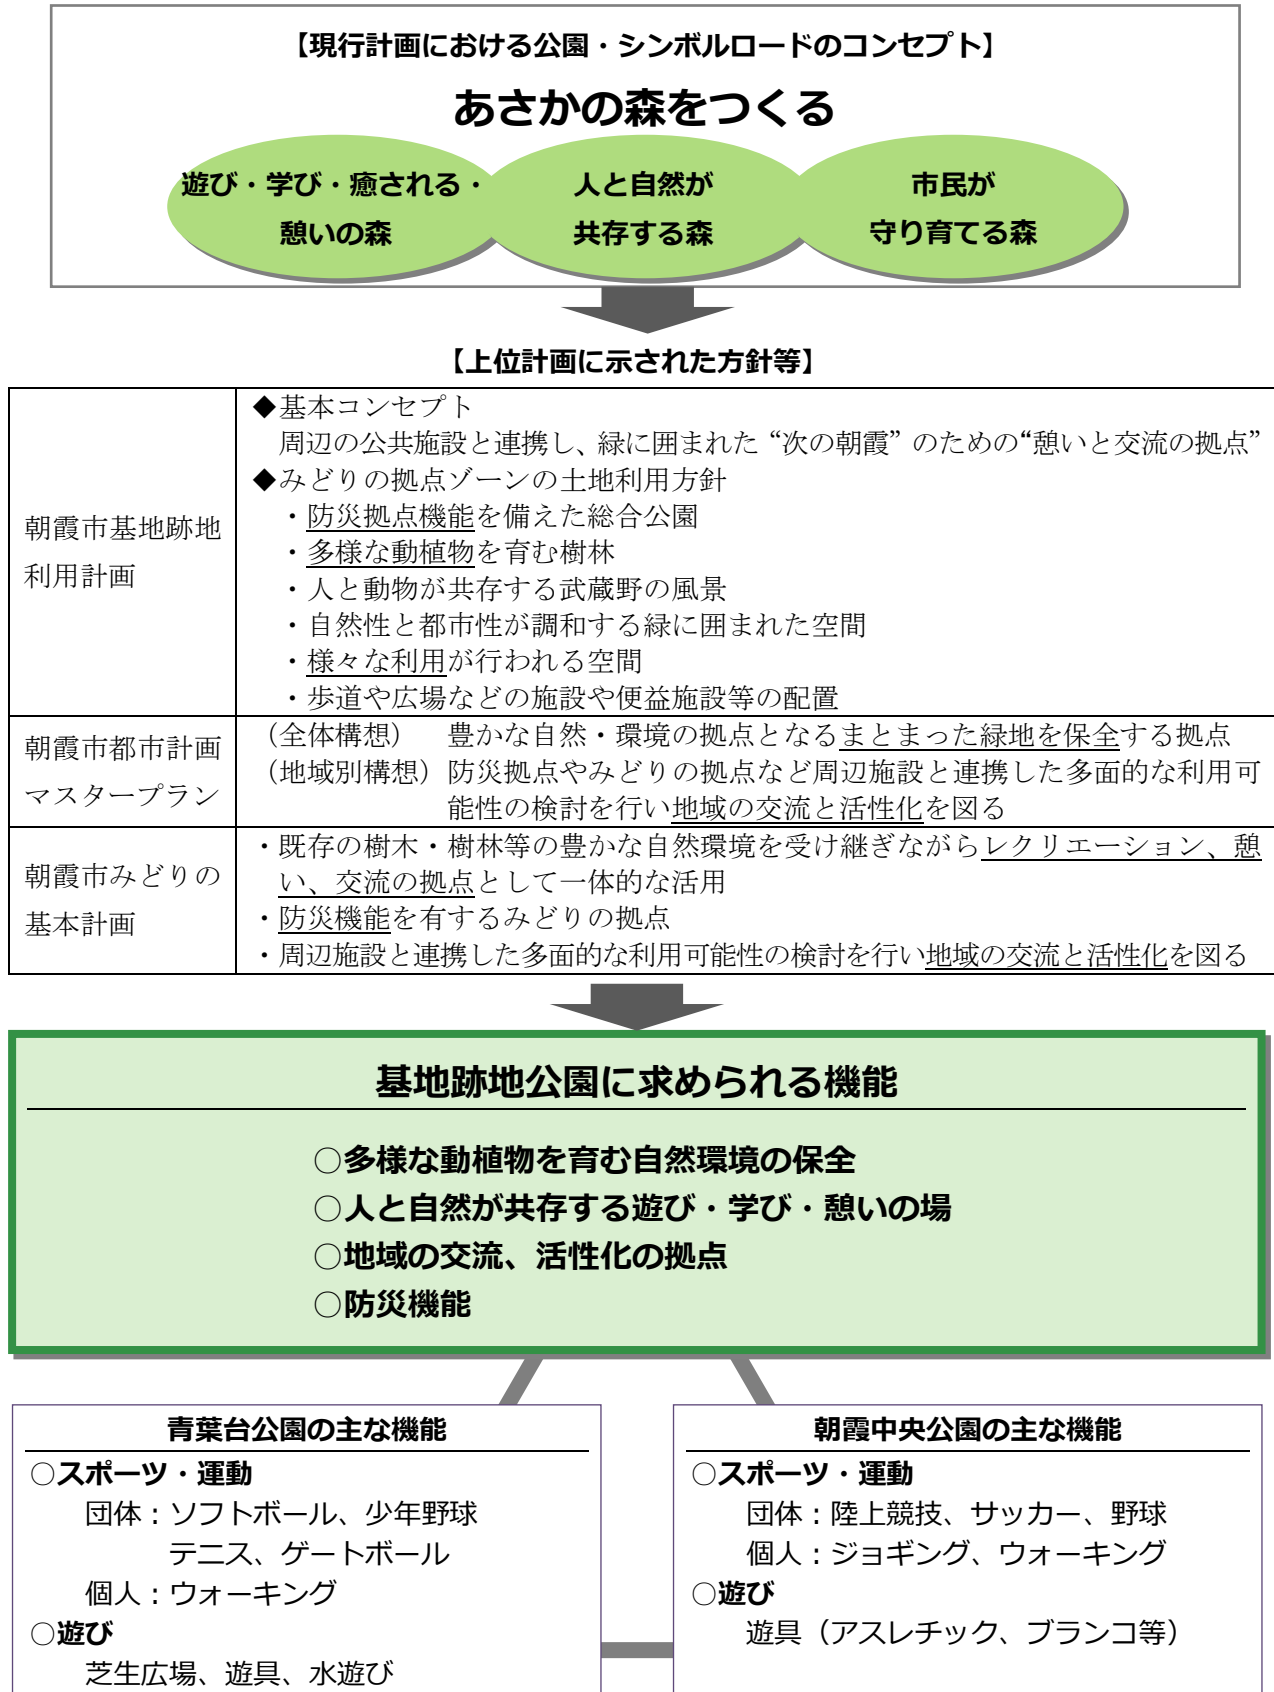 【現行計画における公園・シンボルロードのコンセプト】
あさかの森をつくる
遊び・学び・癒される・
憩いの森
人と自然が
共存する森
市民が
守り育てる森
【上位計画に示された方針等】
朝霞市基地跡地
利用計画
◆基本コンセプト
周辺の公共施設と連携し、緑に囲まれた“次の朝霞”のための“憩いと交流の拠点”
◆みどりの拠点ゾーンの土地利用方針
・防災拠点機能を備えた総合公園
・多様な動植物を育む樹林
・人と動物が共存する武蔵野の風景
・自然性と都市性が調和する緑に囲まれた空間
・様々な利用が行われる空間
・歩道や広場などの施設や便益施設等の配置
朝霞市都市計画
マスタープラン
（全体構想）　豊かな自然・環境の拠点となるまとまった緑地を保全する拠点
（地域別構想）防災拠点やみどりの拠点など周辺施設と連携した多面的な利用可
能性の検討を行い地域の交流と活性化を図る
朝霞市みどりの
基本計画
・既存の樹木・樹林等の豊かな自然環境を受け継ぎながらレクリエーション、憩
い、交流の拠点として一体的な活用
・防災機能を有するみどりの拠点
・周辺施設と連携した多面的な利用可能性の検討を行い地域の交流と活性化を図る
基地跡地公園に求められる機能
○多様な動植物を育む自然環境の保全
○人と自然が共存する遊び・学び・憩いの場
○地域の交流、活性化の拠点
○防災機能
青葉台公園の主な機能
○スポーツ・運動
団体：ソフトボール、少年野球
テニス、ゲートボール
個人：ウォーキング
○遊び
芝生広場、遊具、水遊び
朝霞中央公園の主な機能
○スポーツ・運動
団体：陸上競技、サッカー、野球
個人：ジョギング、ウォーキング
○遊び
遊具（アスレチック、ブランコ等）